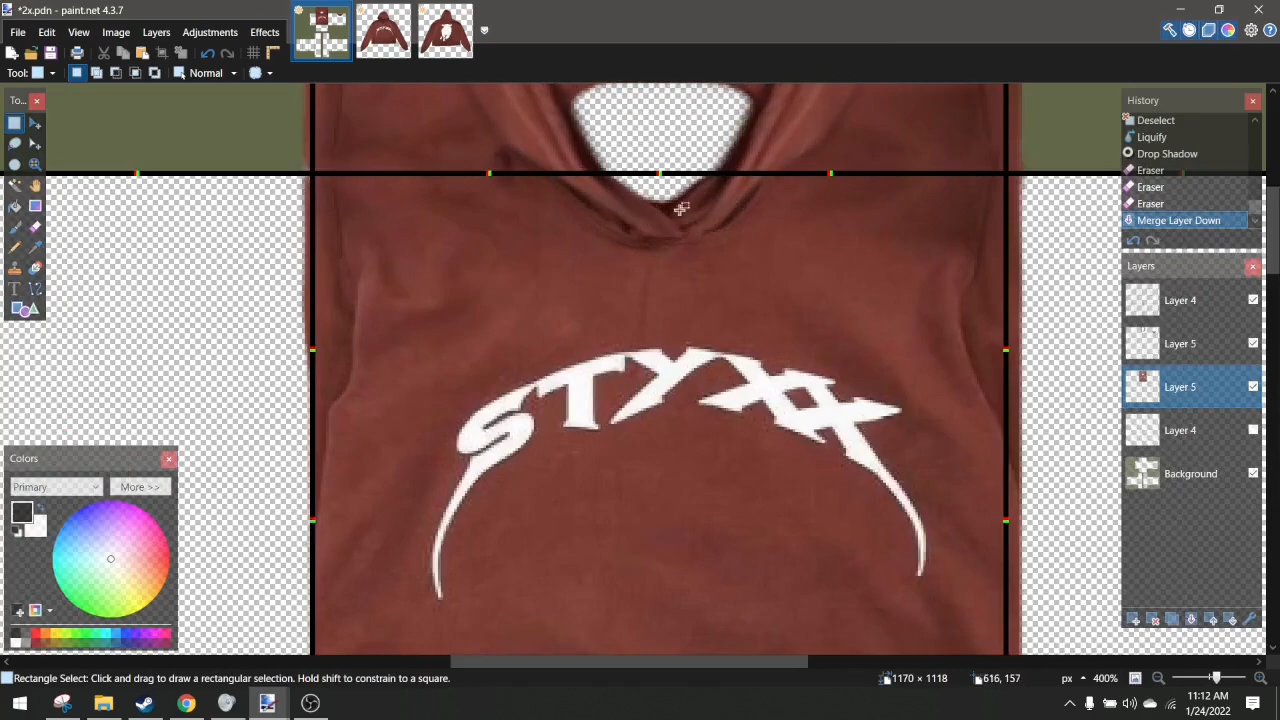 *2x.pdn - paint.net 4.3.7
File Edit View Image Layers Adjustments Effects
Tool: Normal
To...
History
Deselect
Liquify
Drop Shadow
Eraser
Eraser
Eraser
Merge Layer Down
Layers
Layer 4
Layer 5
Layer 5
Layer 4
Background
STYXX
Colors
Primary More >>
Rectangle Select: Click and drag to draw a rectangular selection. Hold shift to constrain to a square. 1170 × 1118 616, 157 px 400%
11:12 AM
1/24/2022